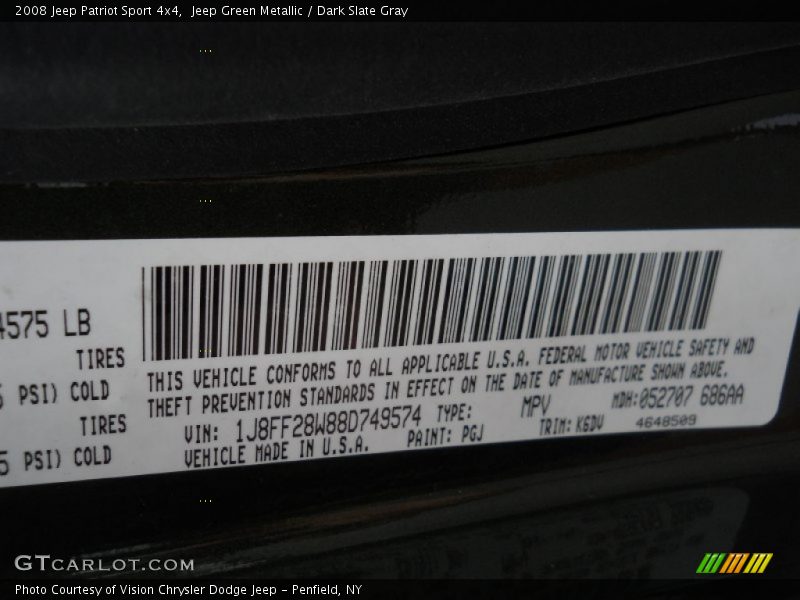 2008 Jeep Patriot Sport 4x4,  Jeep Green Metallic / Dark Slate Gray
4575 LB
TIRES
PSI) COLD
TIRES
5 PSI) COLD
THIS VEHICLE CONFORMS TO ALL APPLICABLE U.S.A. FEDERAL MOTOR VEHICLE SAFETY AND
THEFT PREVENTION STANDARDS IN EFFECT ON THE DATE OF MANUFACTURE SHOWN ABOVE.
VIN: 1J8FF28W88D749574 TYPE: MPV MDH:052707 686AA
VEHICLE MADE IN U.S.A. PAINT: PGJ TRIM: K6DV 4648509
GTCARLOT.COM
Photo Courtesy of Vision Chrysler Dodge Jeep – Penfield, NY